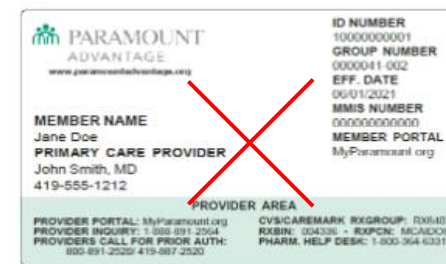 PARAMOUNT
ADVANTAGE
www.paramountadvantage.org
ID NUMBER
10000000001
GROUP NUMBER
0000041-002
EFF. DATE
06/01/2021
MMIS NUMBER
000000000000
MEMBER PORTAL
MyParamount.org
MEMBER NAME
Jane Doe
PRIMARY CARE PROVIDER
John Smith, MD
419-555-1212
PROVIDER AREA
PROVIDER PORTAL: MyParamount.org
PROVIDER INQUIRY: 1-888-891-2564
PROVIDERS CALL FOR PRIOR AUTH:
800-891-2520/ 419-887-2520
CVS/CAREMARK RXGROUP:
RXBIN: 004336 - RXPCN:
PHARM. HELP DESK: 1-800-364-6331